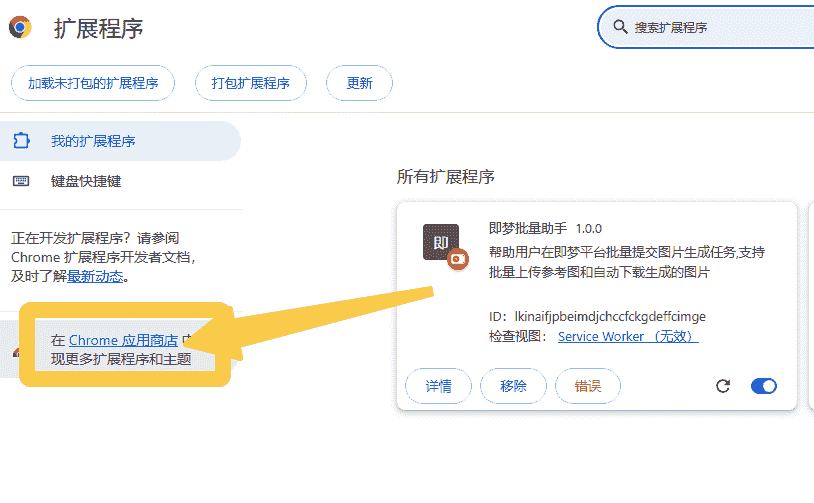 扩展程序
搜索扩展程序
加载未打包的扩展程序
打包扩展程序
更新
我的扩展程序
键盘快捷键
正在开发扩展程序？请参阅
Chrome 扩展程序开发者文档，
及时了解最新动态。
在 Chrome 应用商店
现更多扩展程序和主题
所有扩展程序
即
即梦批量助手 1.0.0
帮助用户在即梦平台批量提交图片生成任务,支持
批量上传参考图和自动下载生成的图片
ID：lkinaifjpbeimdjchccfckgdeffcimge
检查视图： Service Worker （无效）
详情
移除
错误